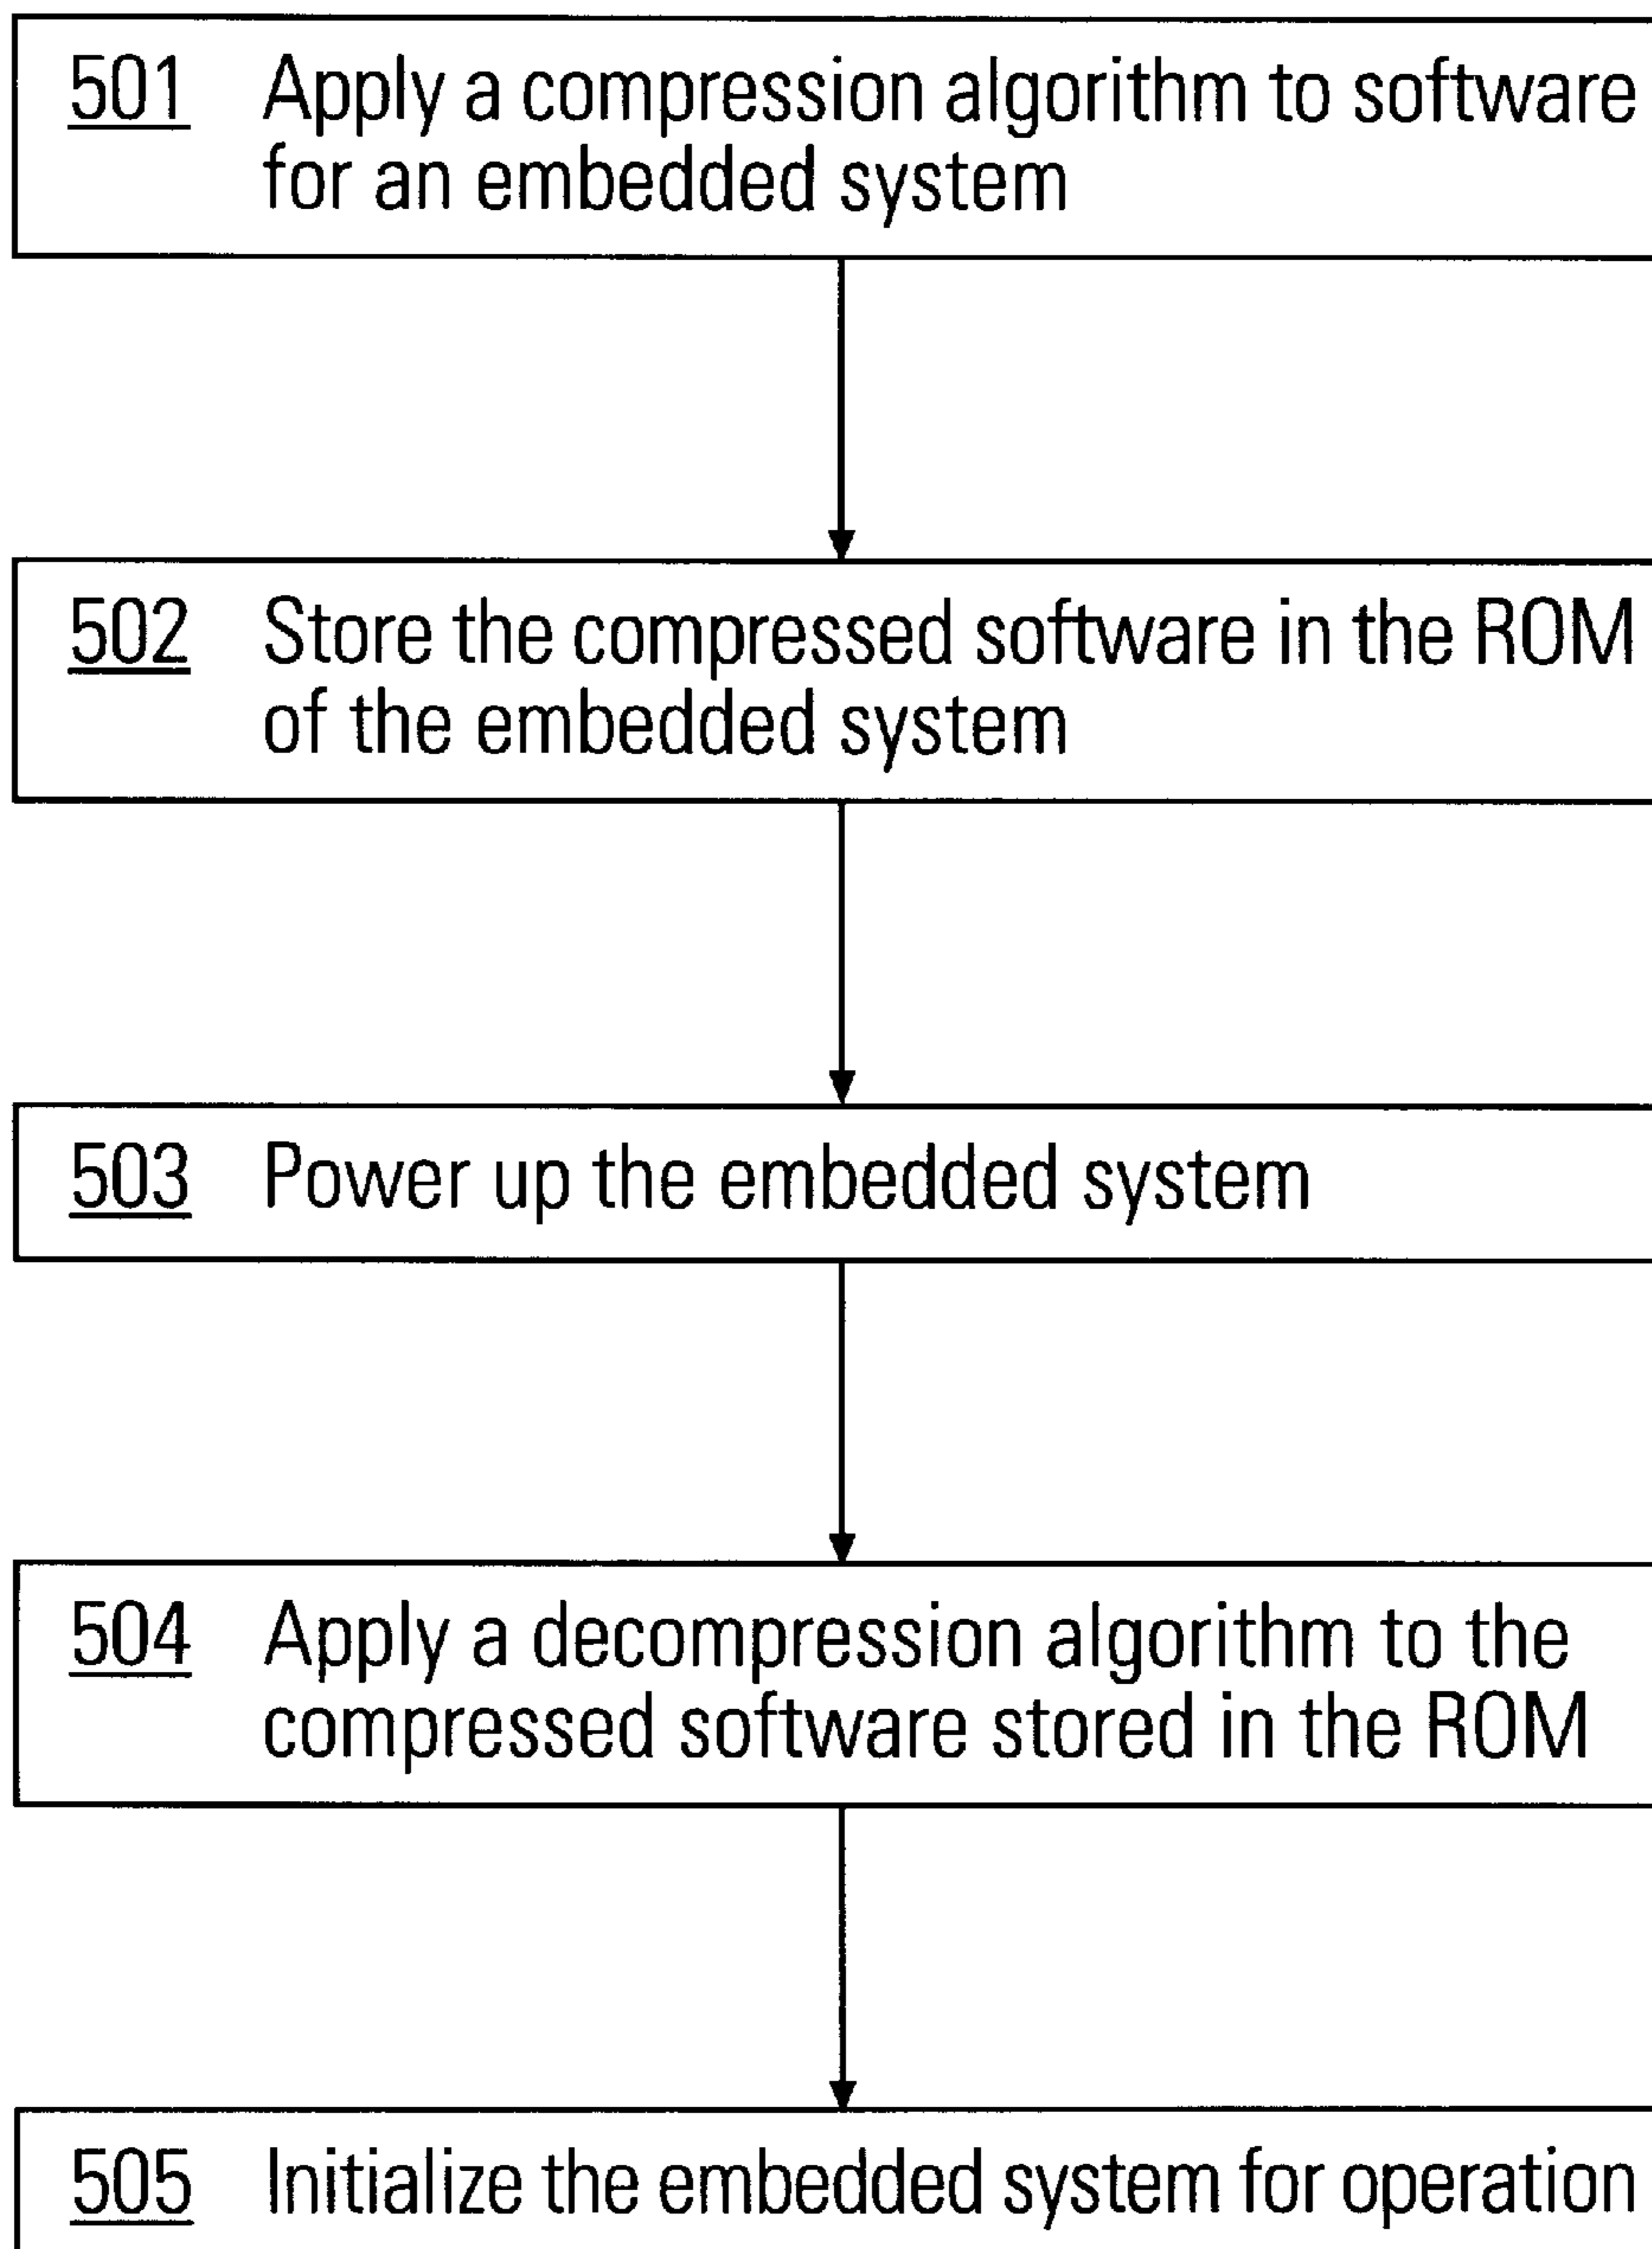 501 Apply a compression algorithm to software
for an embedded system
502 Store the compressed software in the ROM
of the embedded system
503 Power up the embedded system
504 Apply a decompression algorithm to the
compressed software stored in the ROM
505 Initialize the embedded system for operation